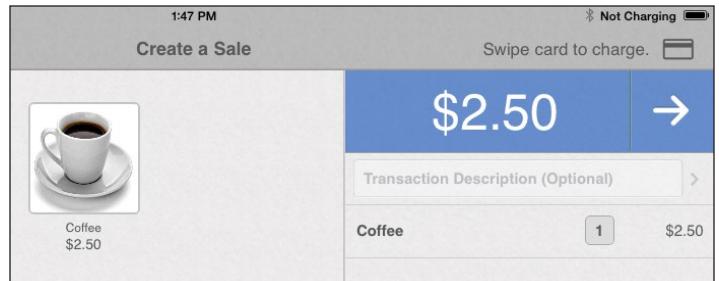 1:47 PM
Not Charging
Create a Sale
Swipe card to charge.
$2.50
Transaction Description (Optional)
Coffee
$2.50
Coffee 1 $2.50